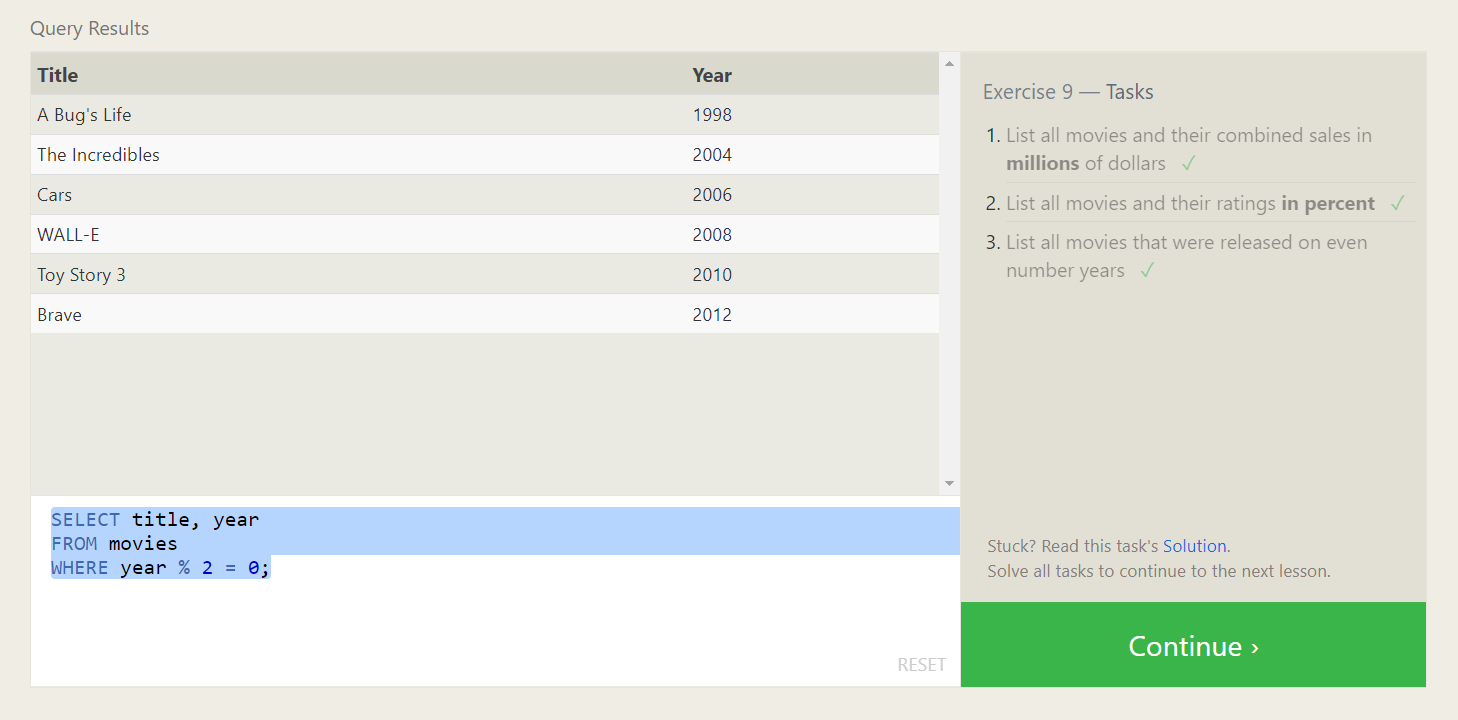 Query Results
Title Year
A Bug's Life 1998
The Incredibles 2004
Cars 2006
WALL-E 2008
Toy Story 3 2010
Brave 2012
SELECT title, year
FROM movies
WHERE year % 2 = 0;
RESET
Exercise 9 — Tasks
1. List all movies and their combined sales in
millions of dollars ✓
2. List all movies and their ratings in percent ✓
3. List all movies that were released on even
number years ✓
Stuck? Read this task's Solution.
Solve all tasks to continue to the next lesson.
Continue ›